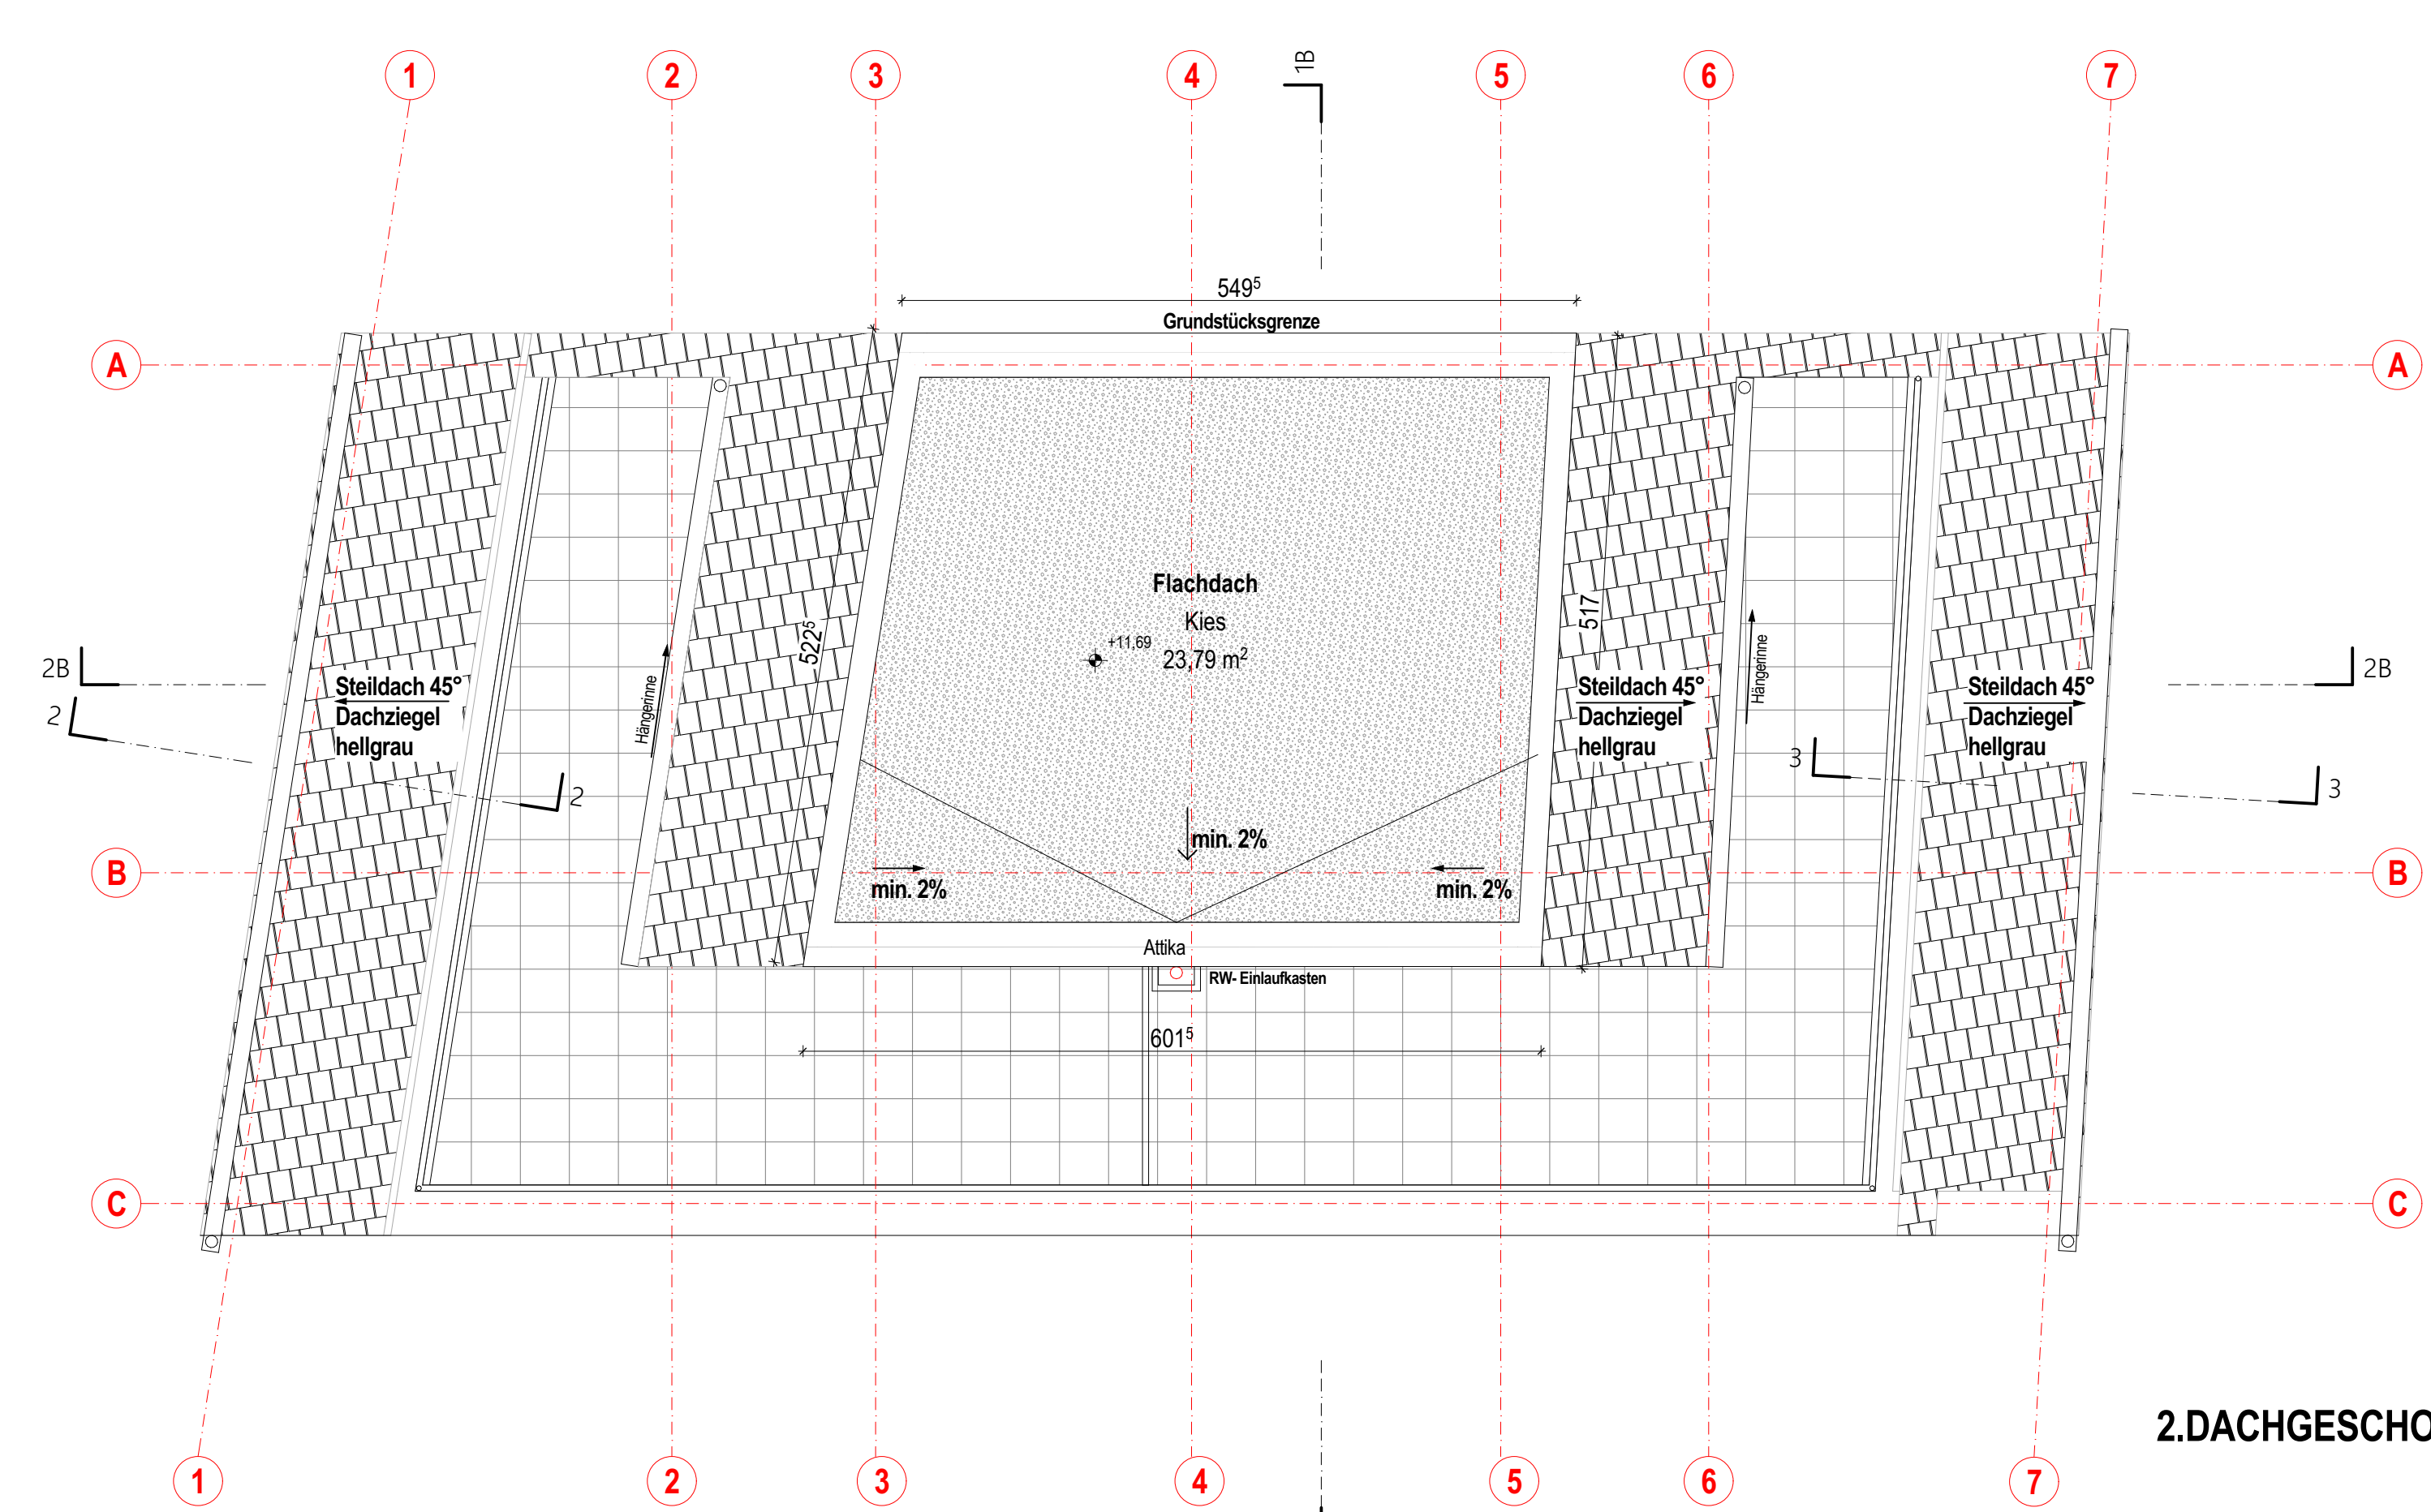 1B
1 2 3 4 5 6 7
549⁵
Grundstücksgrenze
A A
Flachdach
Kies
+11,69
23,79 m²
522⁵
517
Hängerinne
Hängerinne
2B 2B
2
Steildach 45°
Dachziegel
hellgrau
Steildach 45°
Dachziegel
hellgrau
Steildach 45°
Dachziegel
hellgrau
2
3
3
min. 2%
B B
min. 2%
min. 2%
Attika
RW- Einlaufkasten
601⁵
C C
2.DACHGESCHO
1 2 3 4 5 6 7